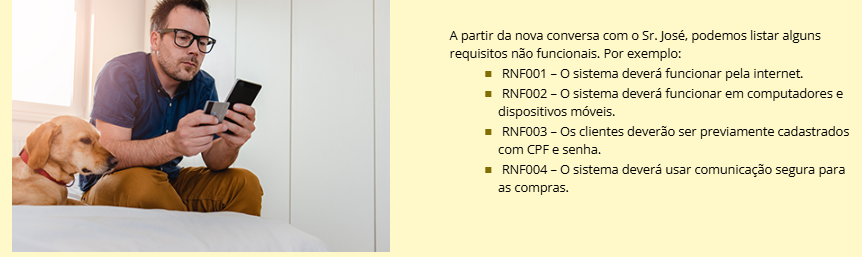 A partir da nova conversa com o Sr. José, podemos listar alguns
requisitos não funcionais. Por exemplo:
■ RNF001 – O sistema deverá funcionar pela internet.
■ RNF002 – O sistema deverá funcionar em computadores e
dispositivos móveis.
■ RNF003 – Os clientes deverão ser previamente cadastrados
com CPF e senha.
■ RNF004 – O sistema deverá usar comunicação segura para
as compras.